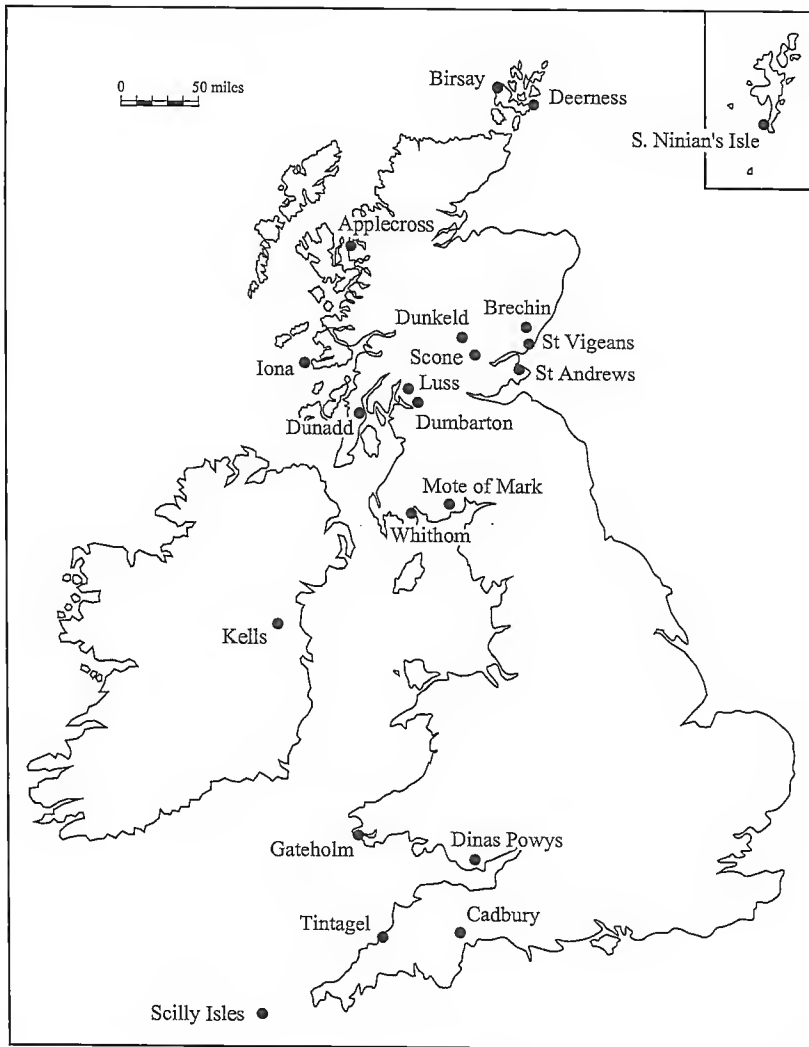 0 50 miles
Birsay
Deerness
S. Ninian's Isle
Applecross
Brechin
Dunkeld
St Vigeans
Scone
Iona
St Andrews
Luss
Dunadd
Dumbarton
Mote of Mark
Whithom
Kells
Gateholm
Dinas Powys
Tintagel
Cadbury
Scilly Isles